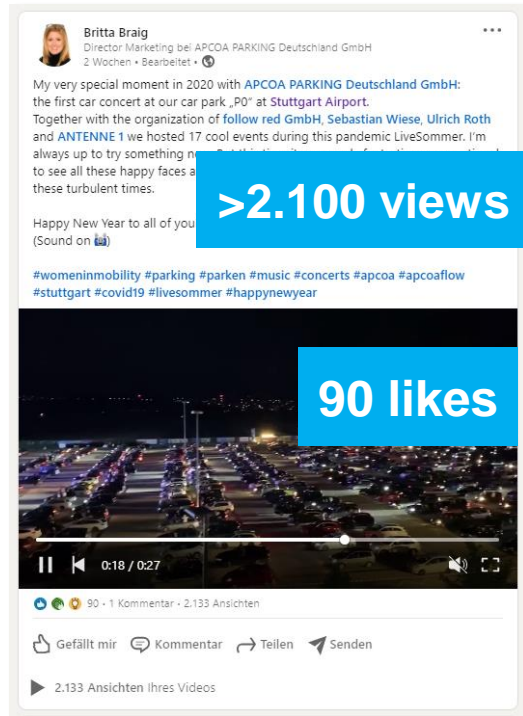 Britta Braig
Director Marketing bei APCOA PARKING Deutschland GmbH
2 Wochen • Bearbeitet •
My very special moment in 2020 with APCOA PARKING Deutschland GmbH:
the first car concert at our car park „P0" at Stuttgart Airport.
Together with the organization of follow red GmbH, Sebastian Wiese, Ulrich Roth
and ANTENNE 1 we hosted 17 cool events during this pandemic LiveSommer. I'm
always up to try something
to see all these happy faces
these turbulent times.
>2.100 views
Happy New Year to all of you
(Sound on
#womeninmobility #parking #parken #music #concerts #apcoa #apcoaflow
#stuttgart #covid19 #livesommer #happynewyear
90 likes
0:18 / 0:27
90 • 1 Kommentar • 2.133 Ansichten
Gefällt mir Kommentar Teilen Senden
2.133 Ansichten Ihres Videos